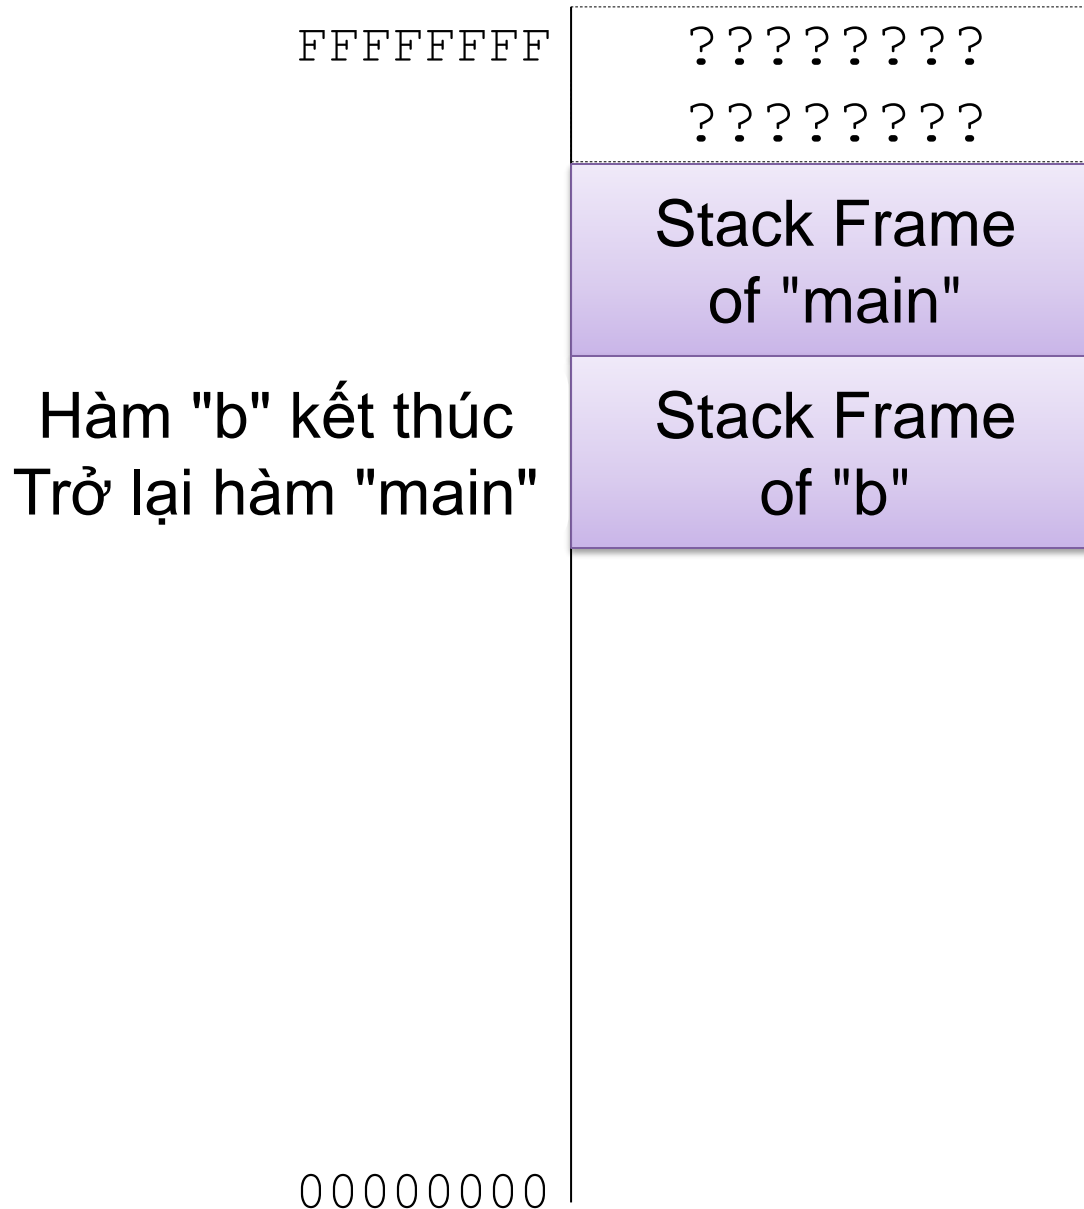 FFFFFFFF
????????
????????
Stack Frame
of "main"
Hàm "b" kết thúc
Trở lại hàm "main"
Stack Frame
of "b"
00000000